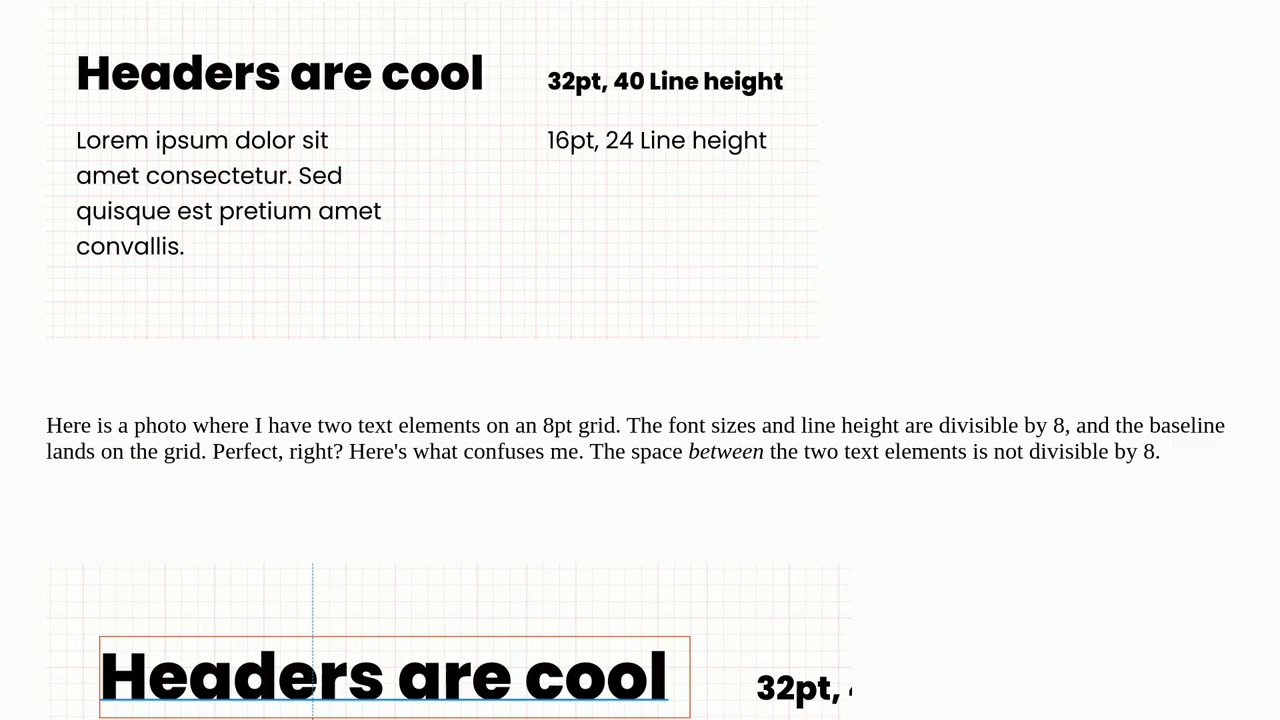 Headers are cool
32pt, 40 Line height
Lorem ipsum dolor sit
amet consectetur. Sed
quisque est pretium amet
convallis.
16pt, 24 Line height
Here is a photo where I have two text elements on an 8pt grid. The font sizes and line height are divisible by 8, and the baseline
lands on the grid. Perfect, right? Here's what confuses me. The space between the two text elements is not divisible by 8.
Headers are cool
32pt,